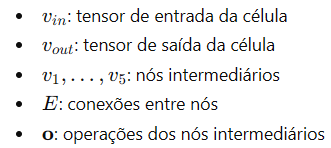 • v_in: tensor de entrada da célula
• v_out: tensor de saída da célula
• v_1, . . . , v_5: nós intermediários
• E: conexões entre nós
• o: operações dos nós intermediários